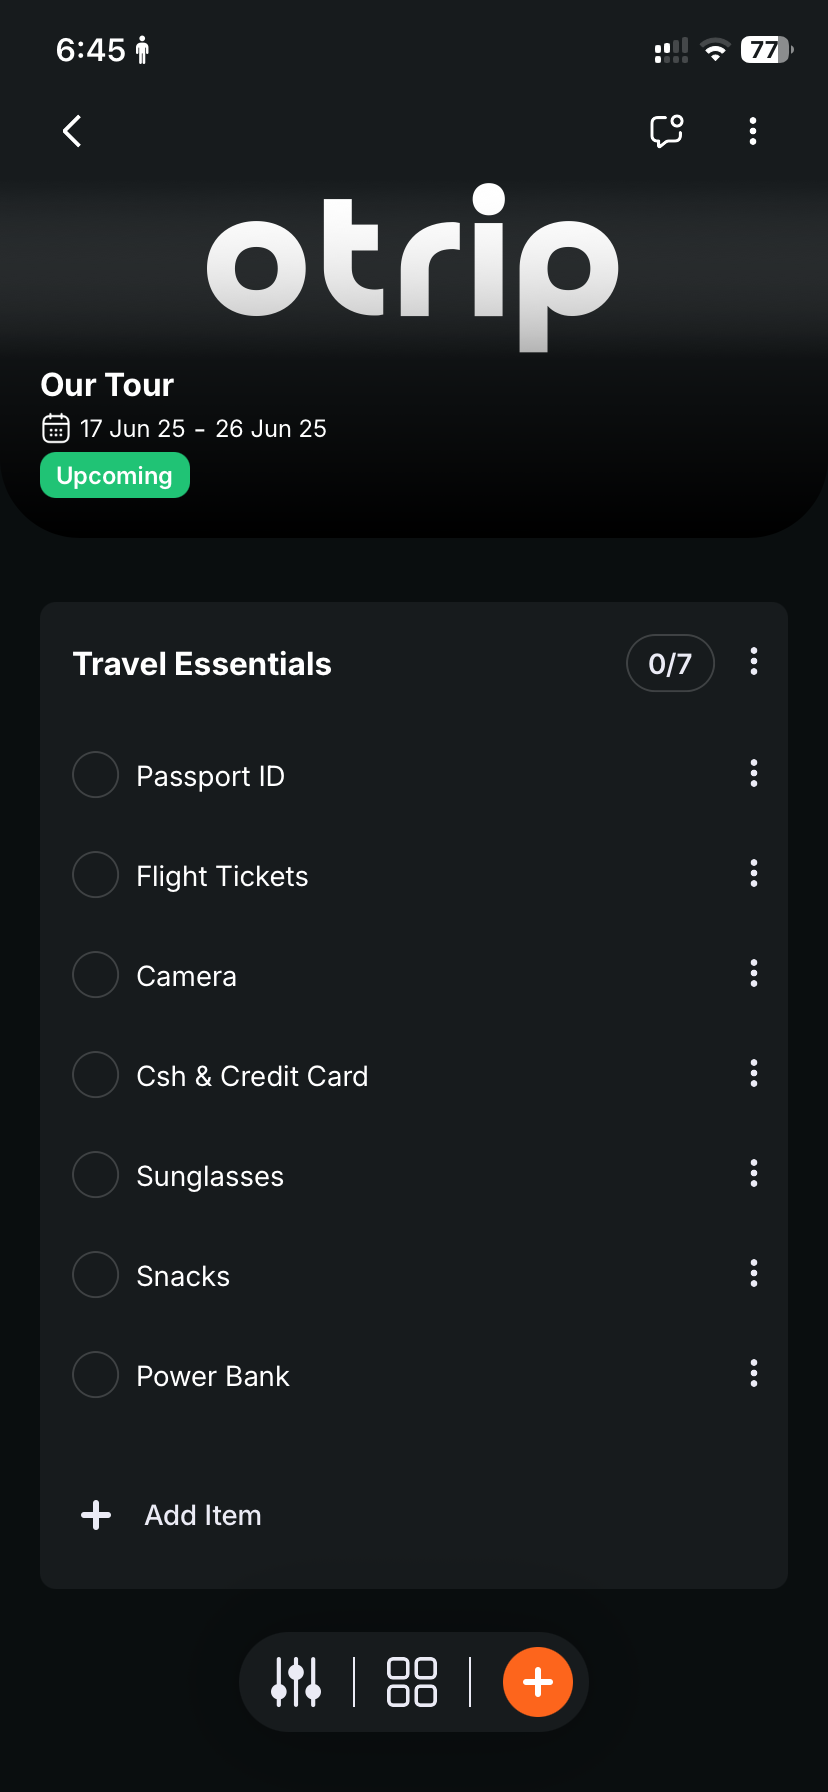 6:45
77
otrip
Our Tour
17 Jun 25 - 26 Jun 25
Upcoming
Travel Essentials
0/7
Passport ID
Flight Tickets
Camera
Csh & Credit Card
Sunglasses
Snacks
Power Bank
Add Item